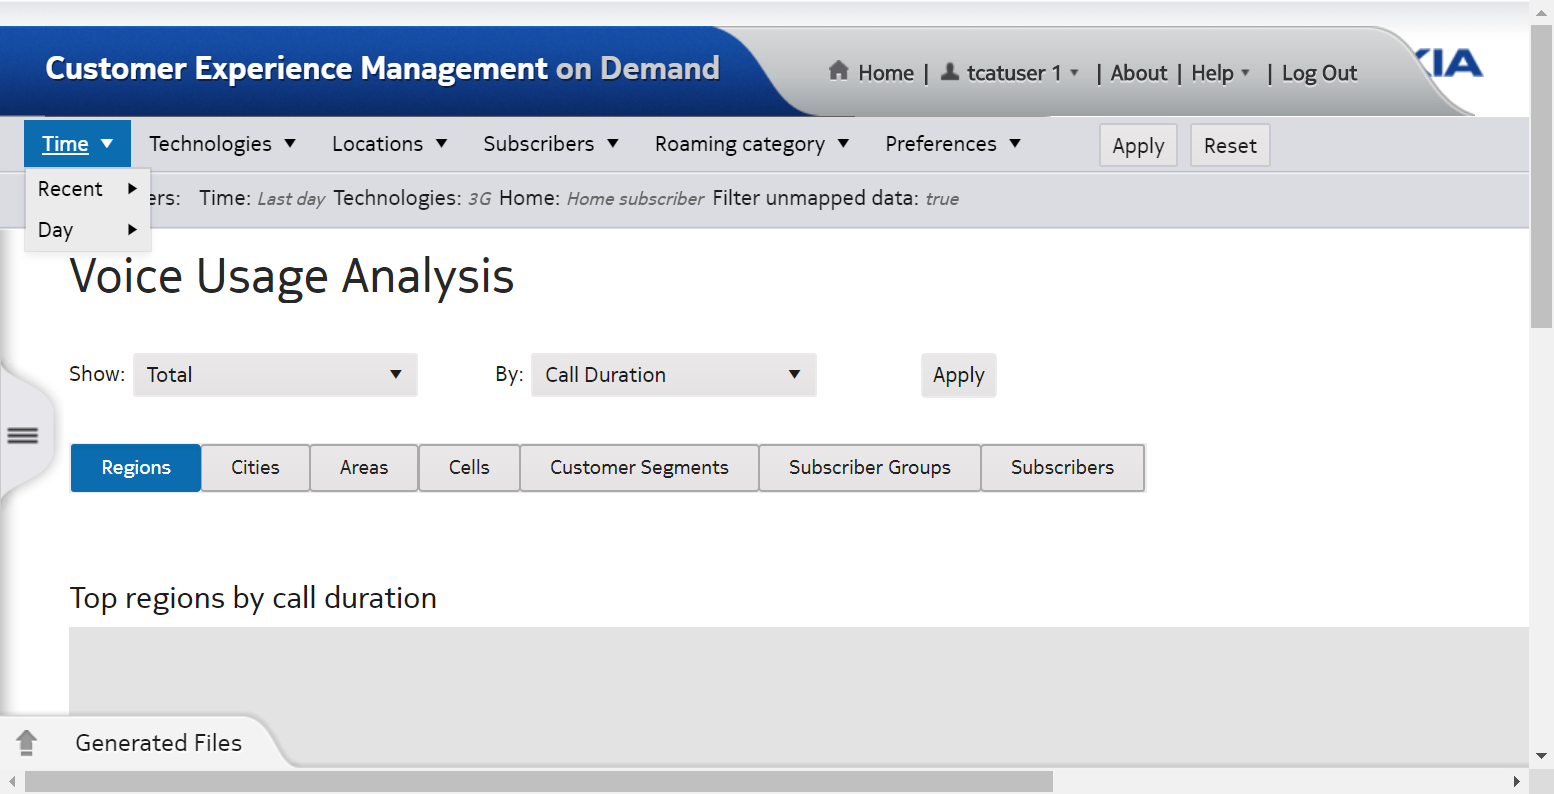 Customer Experience Management on Demand
Home | tcatuser 1 | About | Help | Log Out
KIA
Time Technologies Locations Subscribers Roaming category Preferences Apply Reset
Recent
ers: Time: Last day Technologies: 3G Home: Home subscriber Filter unmapped data: true
Day
Voice Usage Analysis
Show: Total By: Call Duration Apply
Regions Cities Areas Cells Customer Segments Subscriber Groups Subscribers
Top regions by call duration
Generated Files